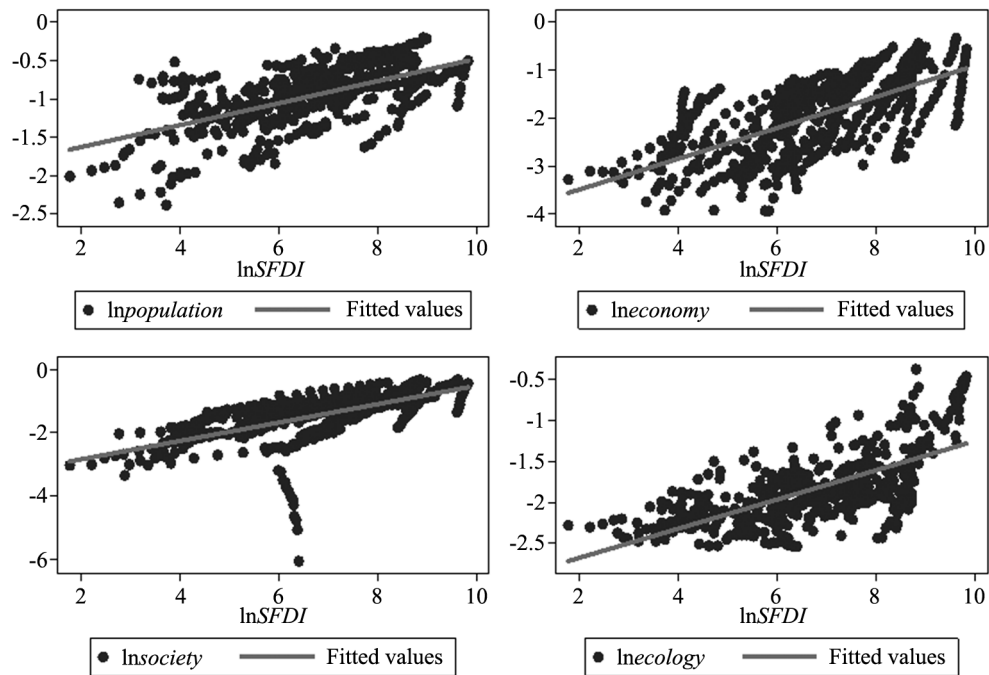 0
-0.5
-1
-1.5
-2
-2.5
2 4 6 8 10
lnSFDI
lnpopulation Fitted values
0
-1
-2
-3
-4
2 4 6 8 10
lnSFDI
lneconomy Fitted values
0
-2
-4
-6
2 4 6 8 10
lnSFDI
lnsociety Fitted values
-0.5
-1
-1.5
-2
-2.5
2 4 6 8 10
lnSFDI
lnecology Fitted values